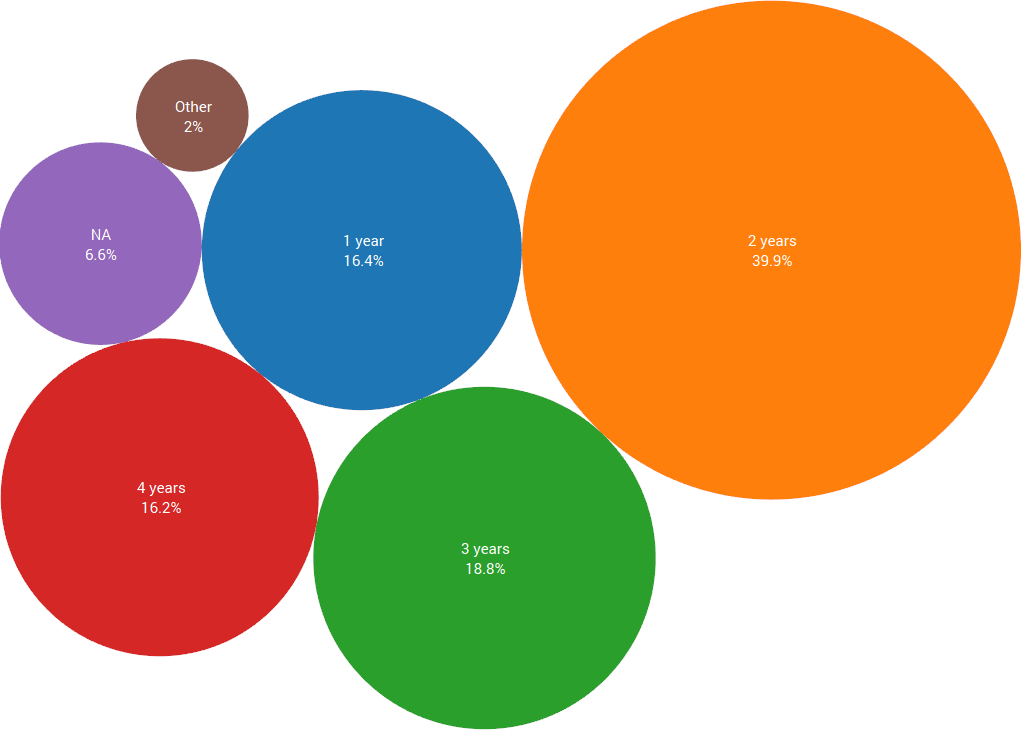 Other
2%
NA
6.6%
1 year
16.4%
2 years
39.9%
4 years
16.2%
3 years
18.8%